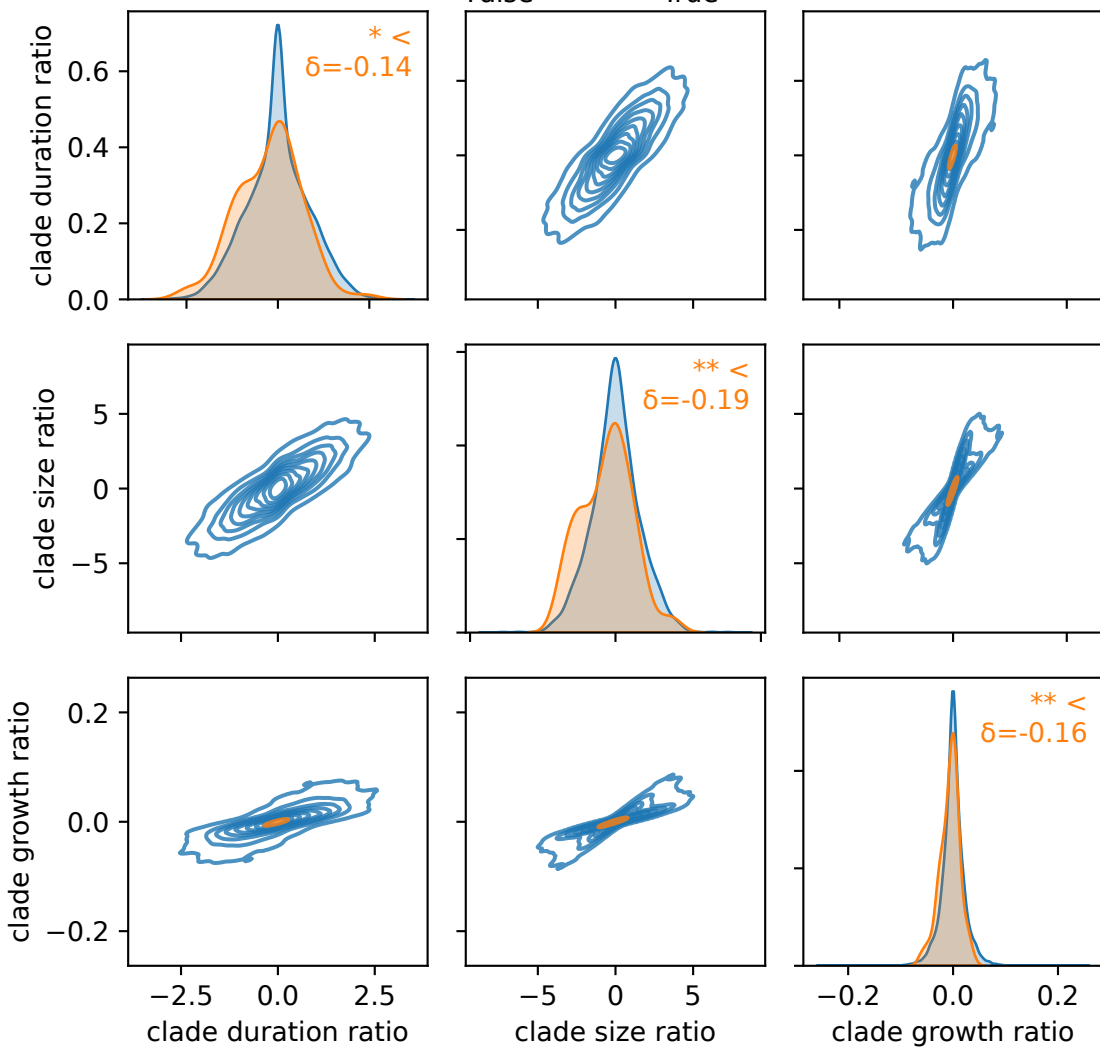 clade duration ratio
0.6
0.4
0.2
0.0
* <
δ=-0.14
clade size ratio
5
0
−5
** <
δ=-0.19
clade growth ratio
0.2
0.0
−0.2
** <
δ=-0.16
−2.5 0.0 2.5
−5 0 5
−0.2 0.0 0.2
clade duration ratio
clade size ratio
clade growth ratio